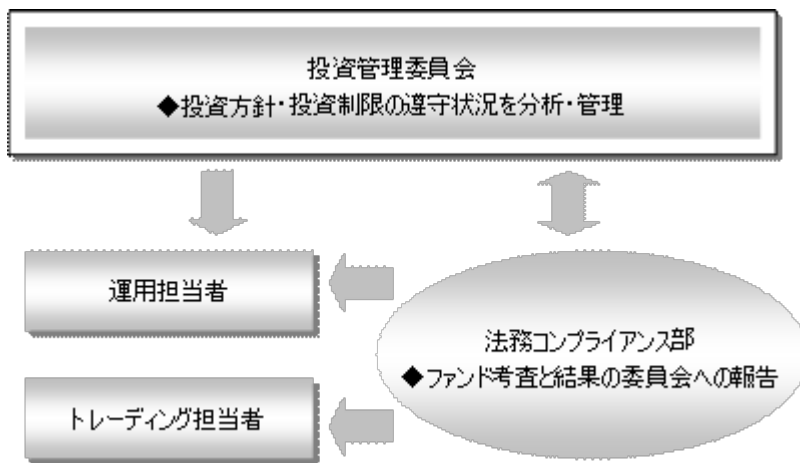 投資管理委員会
◆投資方針・投資制限の遵守状況を分析・管理
運用担当者
法務コンプライアンス部
◆ファンド考査と結果の委員会への報告
トレーディング担当者